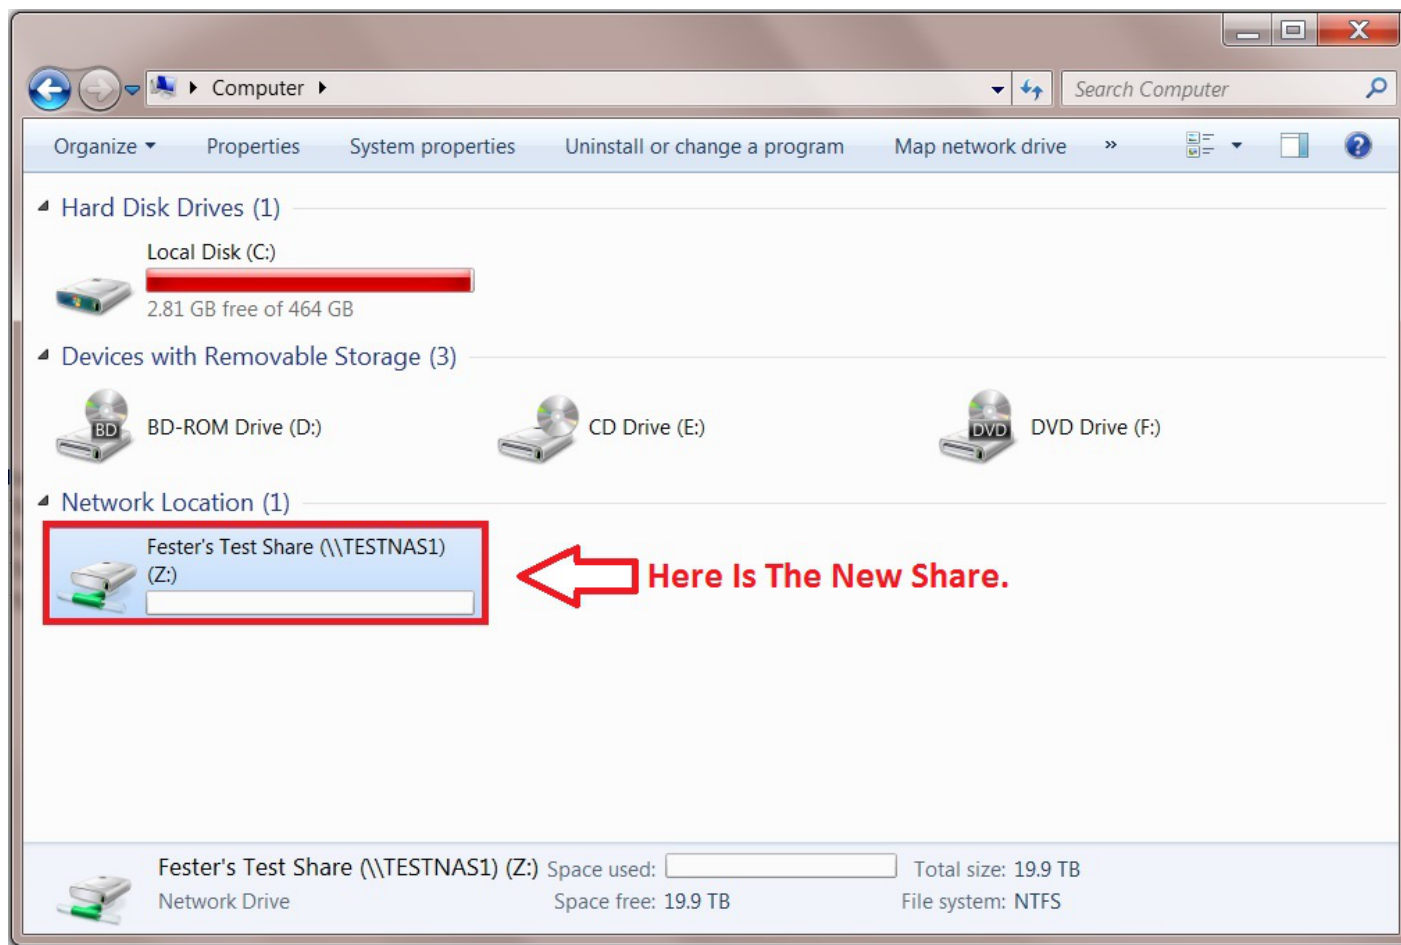 Computer
Search Computer
Organize Properties System properties Uninstall or change a program Map network drive »
Hard Disk Drives (1)
Local Disk (C:)
2.81 GB free of 464 GB
Devices with Removable Storage (3)
BD
BD-ROM Drive (D:)
CD Drive (E:)
DVD
DVD Drive (F:)
Network Location (1)
Fester's Test Share (\\TESTNAS1)
(Z:)
Here Is The New Share.
Fester's Test Share (\\TESTNAS1) (Z:) Space used: Total size: 19.9 TB
Network Drive Space free: 19.9 TB File system: NTFS